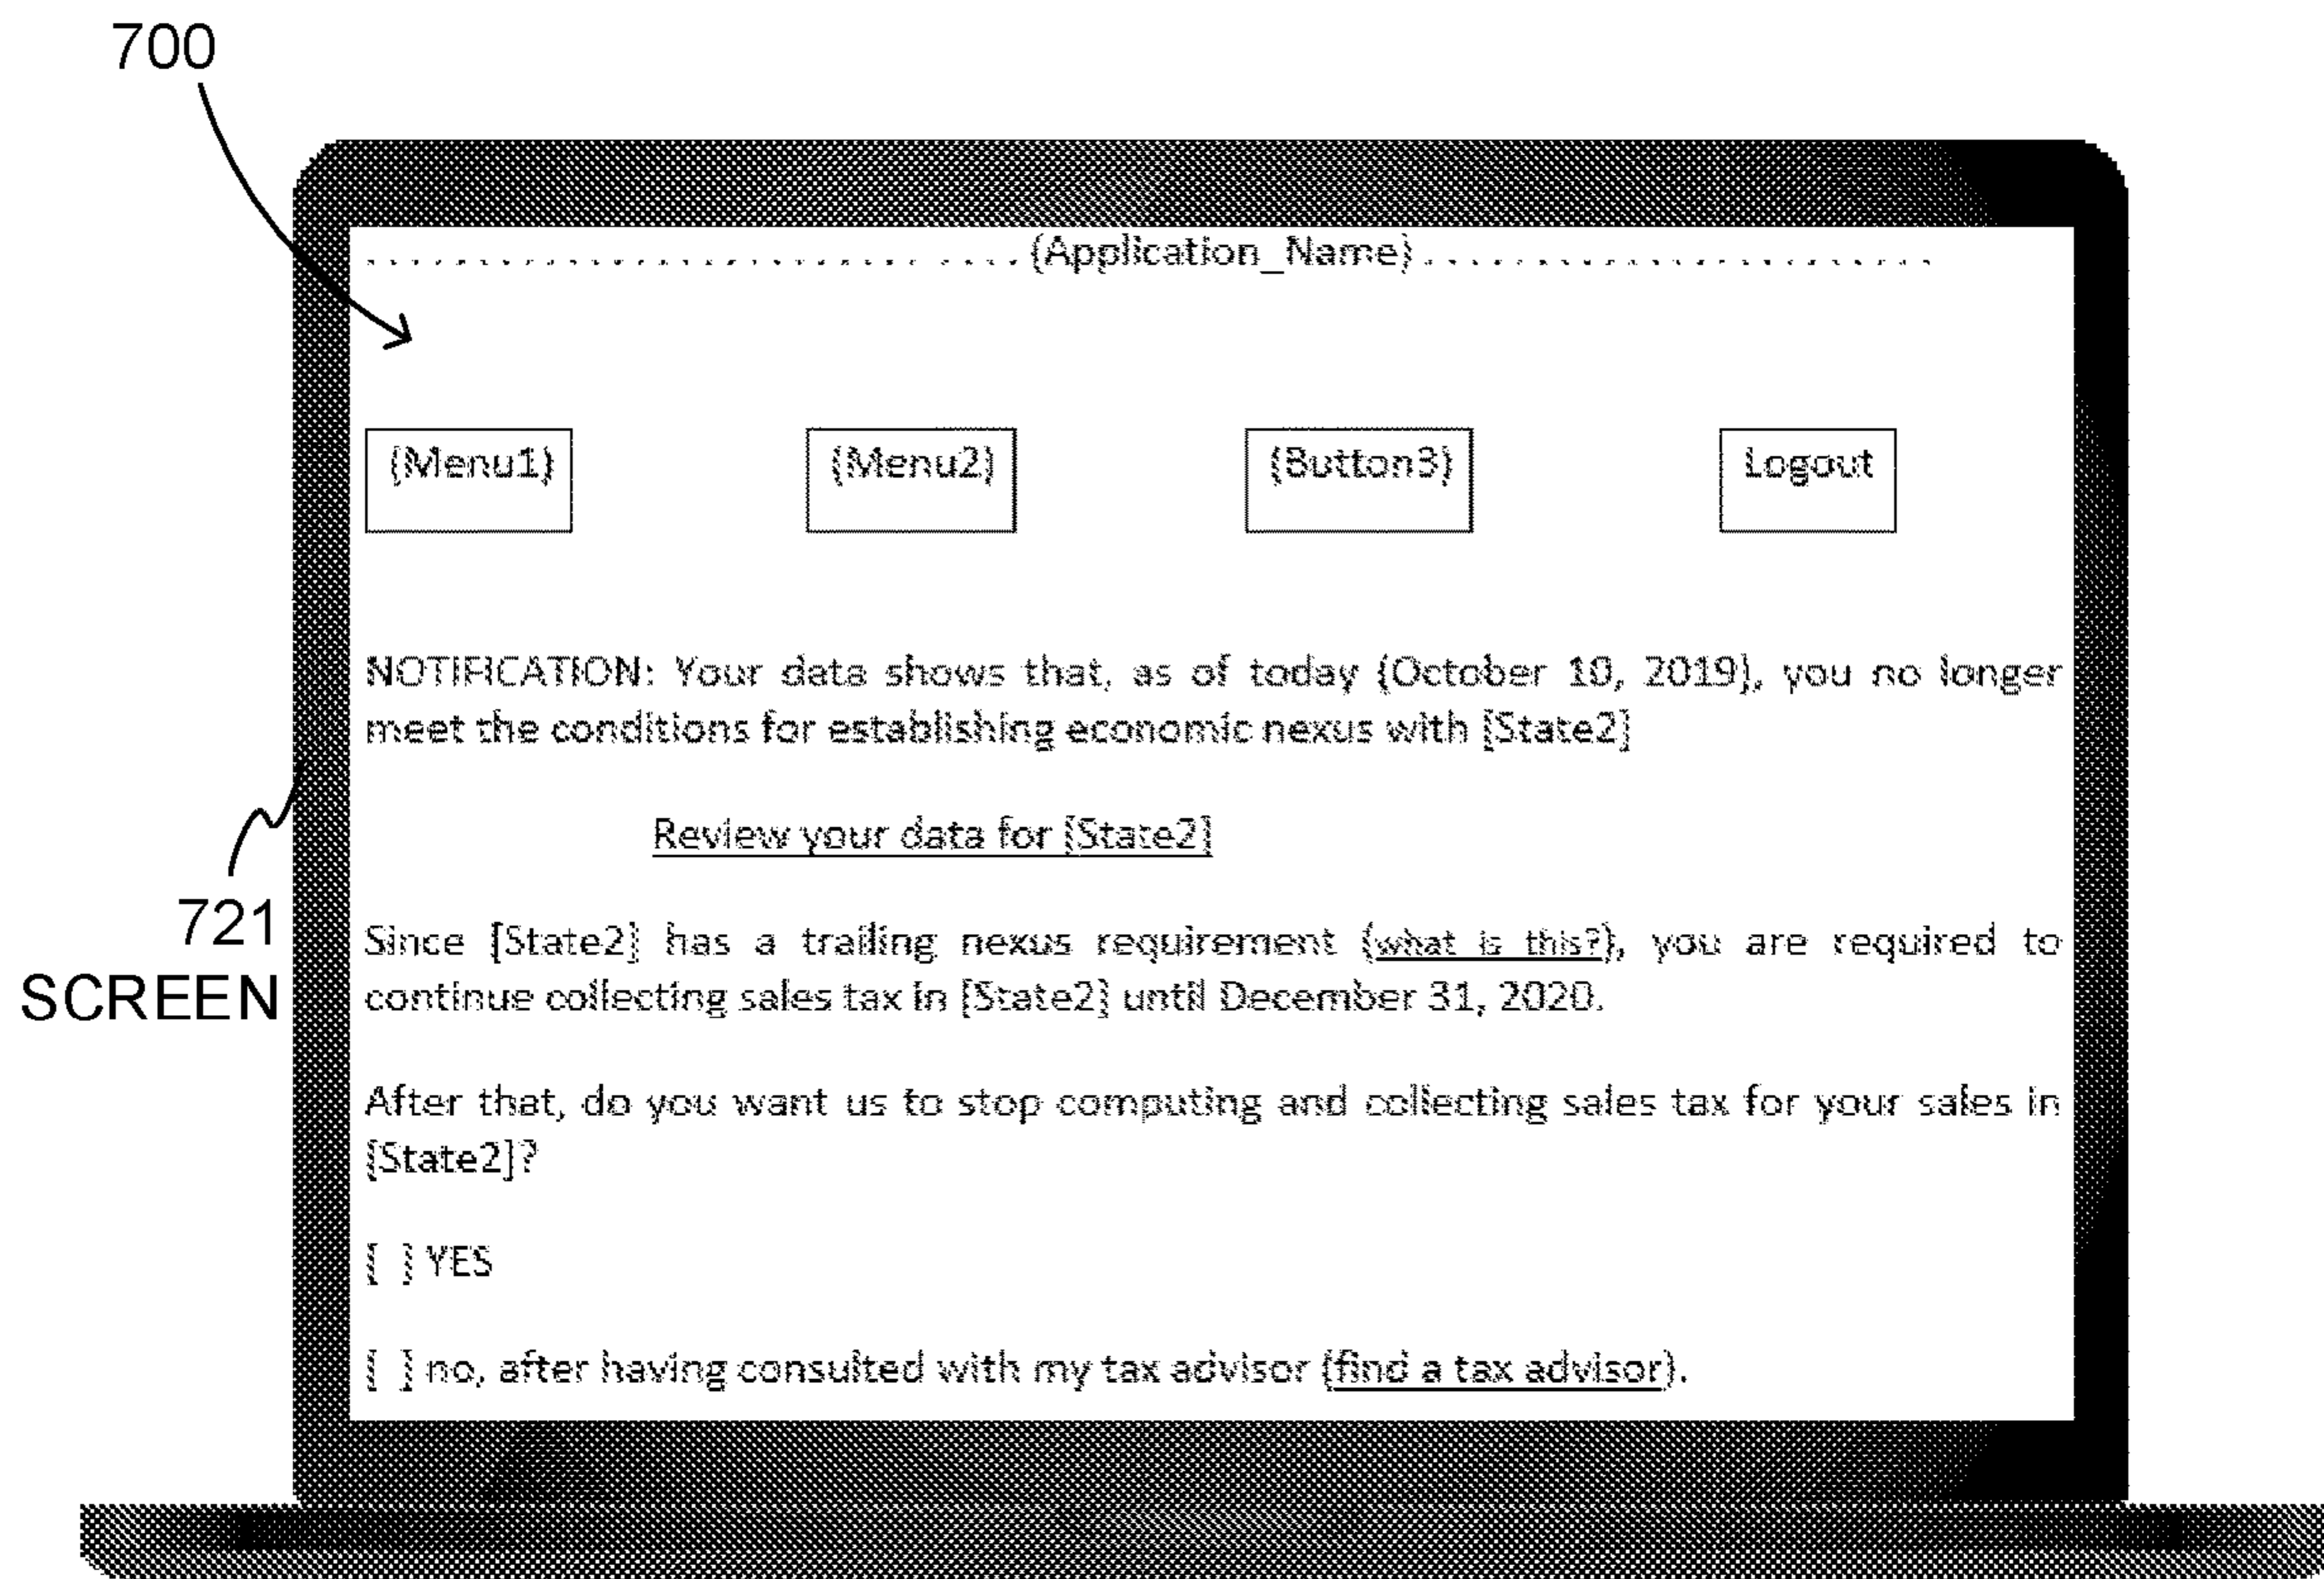 700
(Application_Name)
(Menu1) (Menu2) (Button3) Logout
NOTIFICATION: Your data shows that, as of today (October 10, 2019), you no longer
meet the conditions for establishing economic nexus with [State2]
Review your data for [State2]
721
SCREEN
Since [State2] has a trailing nexus requirement (what is this?), you are required to
continue collecting sales tax in [State2] until December 31, 2020.
After that, do you want us to stop computing and collecting sales tax for your sales in
[State2]?
[ ] YES
[ ] no, after having consulted with my tax advisor (find a tax advisor).